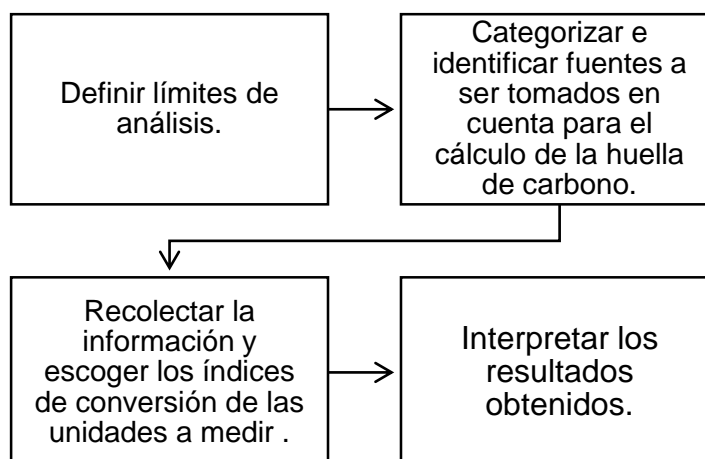 Definir límites de
análisis.
Categorizar e
identificar fuentes a
ser tomados en
cuenta para el
cálculo de la huella
de carbono.
Recolectar la
información y
escoger los índices
de conversión de las
unidades a medir .
Interpretar los
resultados
obtenidos.